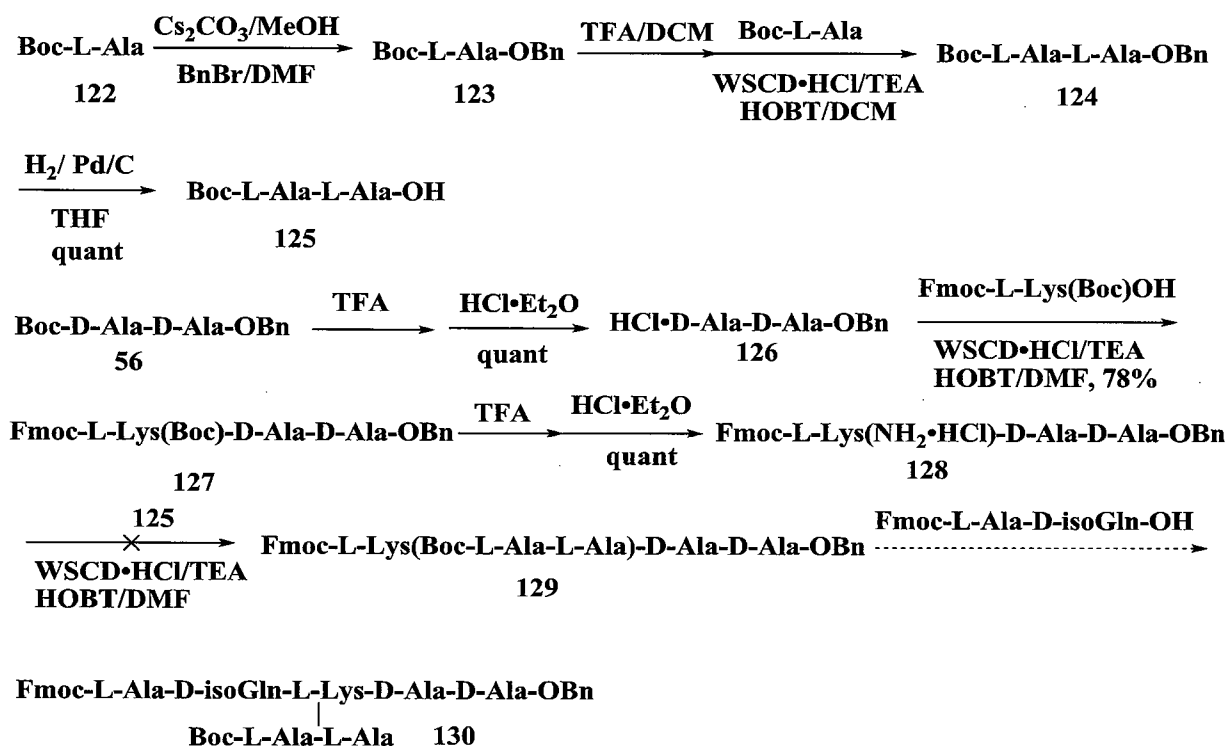 Boc-L-Ala Cs₂CO₃/MeOH Boc-L-Ala-OBn TFA/DCM Boc-L-Ala Boc-L-Ala-L-Ala-OBn
BnBr/DMF WSCD•HCl/TEA
122 123 HOBT/DCM 124
H₂/ Pd/C Boc-L-Ala-L-Ala-OH
THF
quant 125
Boc-D-Ala-D-Ala-OBn TFA HCl•Et₂O HCl•D-Ala-D-Ala-OBn Fmoc-L-Lys(Boc)OH
56 quant 126 WSCD•HCl/TEA
HOBT/DMF, 78%
Fmoc-L-Lys(Boc)-D-Ala-D-Ala-OBn TFA HCl•Et₂O Fmoc-L-Lys(NH₂•HCl)-D-Ala-D-Ala-OBn
127 quant 128
125 Fmoc-L-Lys(Boc-L-Ala-L-Ala)-D-Ala-D-Ala-OBn Fmoc-L-Ala-D-isoGln-OH
WSCD•HCl/TEA 129
HOBT/DMF
Fmoc-L-Ala-D-isoGln-L-Lys-D-Ala-D-Ala-OBn
Boc-L-Ala-L-Ala 130